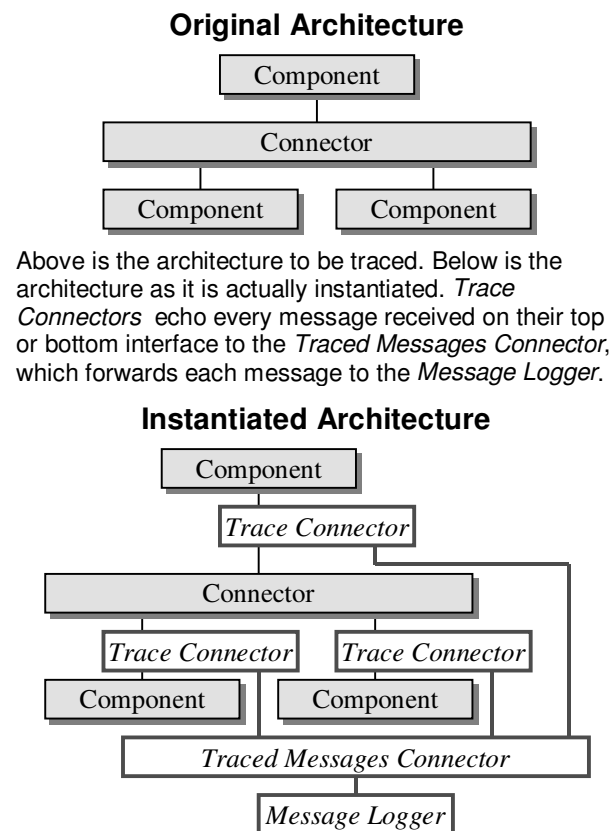 Original Architecture
Component
Connector
Component Component
Above is the architecture to be traced. Below is the
architecture as it is actually instantiated. Trace
Connectors echo every message received on their top
or bottom interface to the Traced Messages Connector,
which forwards each message to the Message Logger.
Instantiated Architecture
Component
Trace Connector
Connector
Trace Connector Trace Connector
Component Component
Traced Messages Connector
Message Logger